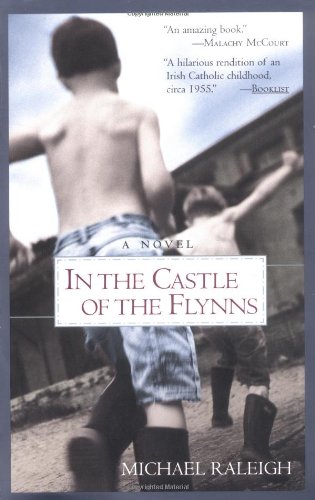 "An amazing book."
—MALACHY MCCOURT
"A hilarious rendition of an
Irish Catholic childhood,
circa 1955." —BOOKLIST
A NOVEL
IN THE CASTLE
OF THE FLYNNS
MICHAEL RALEIGH